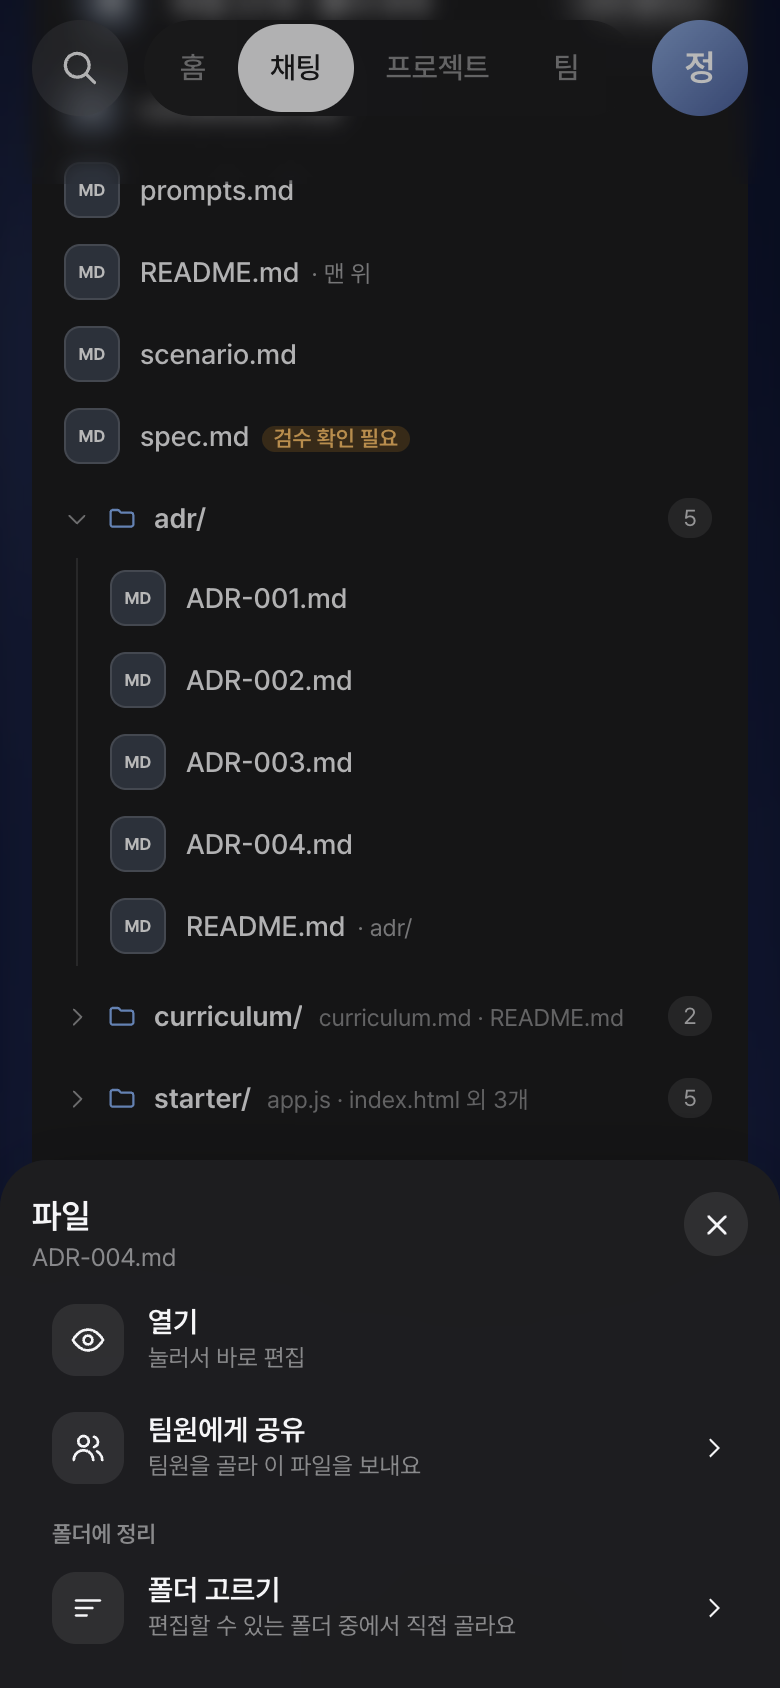 홈 채팅 프로젝트 팀 정
MD prompts.md
MD README.md · 맨 위
MD scenario.md
MD spec.md 검수 확인 필요
adr/ 5
MD ADR-001.md
MD ADR-002.md
MD ADR-003.md
MD ADR-004.md
MD README.md · adr/
curriculum/ curriculum.md · README.md 2
starter/ app.js · index.html 외 3개 5
파일
ADR-004.md
열기
눌러서 바로 편집
팀원에게 공유
팀원을 골라 이 파일을 보내요
폴더에 정리
폴더 고르기
편집할 수 있는 폴더 중에서 직접 골라요